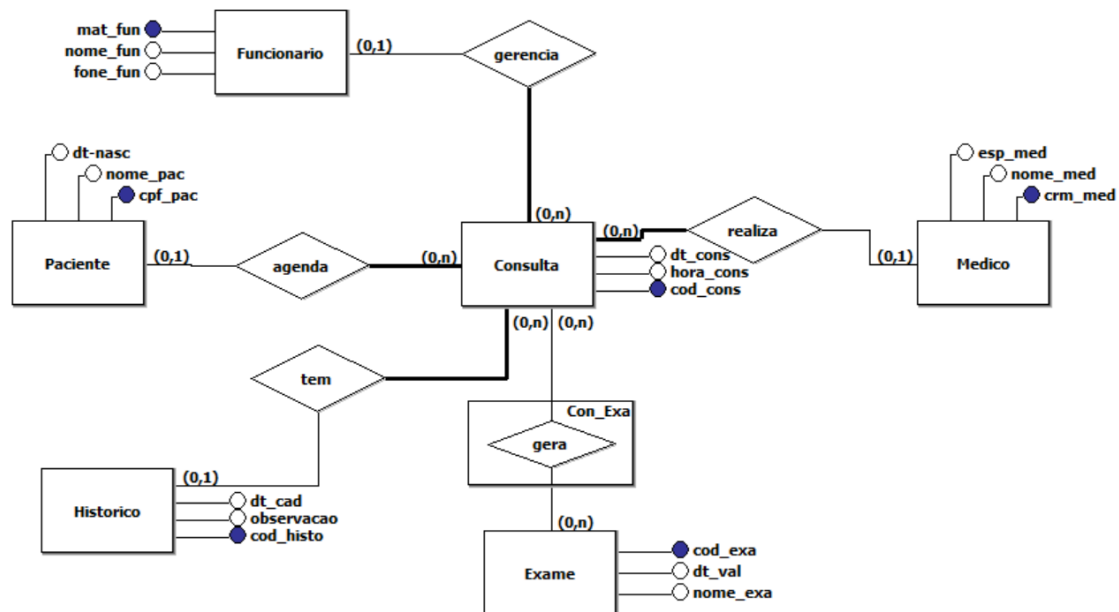 mat_fun
nome_fun
fone_fun
Funcionario
(0,1)
gerencia
dt-nasc
nome_pac
cpf_pac
esp_med
nome_med
crm_med
(0,n)
Paciente
(0,1)
agenda
(0,n)
Consulta
(0,n)
dt_cons
hora_cons
cod_cons
realiza
(0,1)
Medico
(0,n)
(0,n)
tem
Con_Exa
gera
(0,1)
Historico
dt_cad
observacao
cod_histo
(0,n)
Exame
cod_exa
dt_val
nome_exa